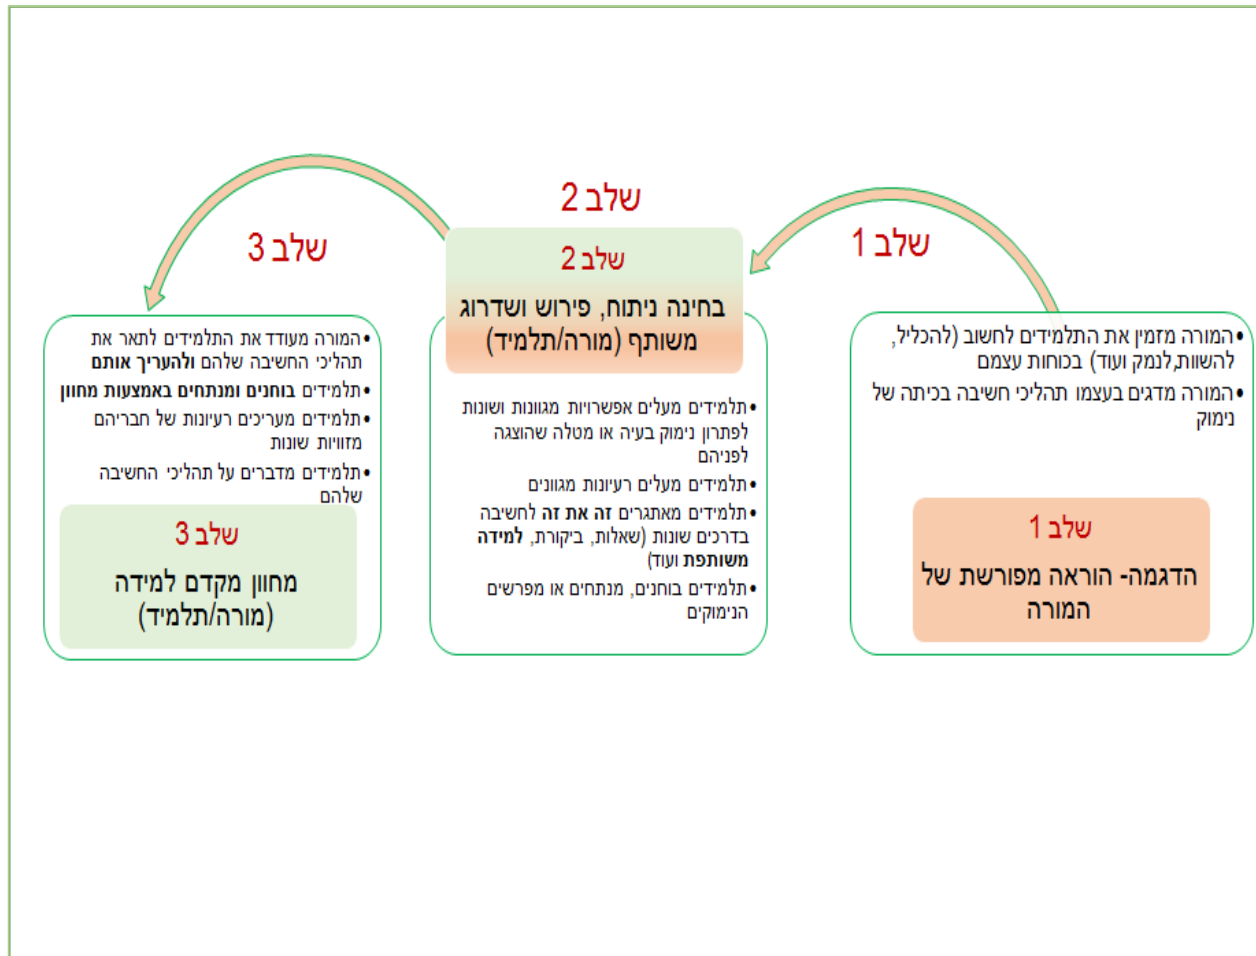 שלב 1
•המורה מזמין את התלמידים לחשוב (להכליל,
להשוות,לנמק ועוד) בכוחות עצמם
•המורה מדגים בעצמו תהליכי חשיבה בכיתה של
נימוק
שלב 1
הדגמה- הוראה מפורשת של
המורה
שלב 2
שלב 2
בחינה ניתוח, פירוש ושדרוג
משותף (מורה/תלמיד)
•תלמידים מעלים אפשרויות מגוונות ושונות
לפתרון נימוק בעיה או מטלה שהוצגה
לפניהם
•תלמידים מעלים רעיונות מגוונים
•תלמידים מאתגרים זה את זה לחשיבה
בדרכים שונות (שאלות, ביקורת, למידה
משותפת ועוד)
•תלמידים בוחנים, מנתחים או מפרשים
הנימוקים
שלב 3
•המורה מעודד את התלמידים לתאר את
תהליכי החשיבה שלהם ולהעריך אותם
•תלמידים בוחנים ומנתחים באמצעות מחוון
•תלמידים מעריכים רעיונות של חבריהם
מזוויות שונות
•תלמידים מדברים על תהליכי החשיבה
שלהם
שלב 3
מחוון מקדם למידה
(מורה/תלמיד)